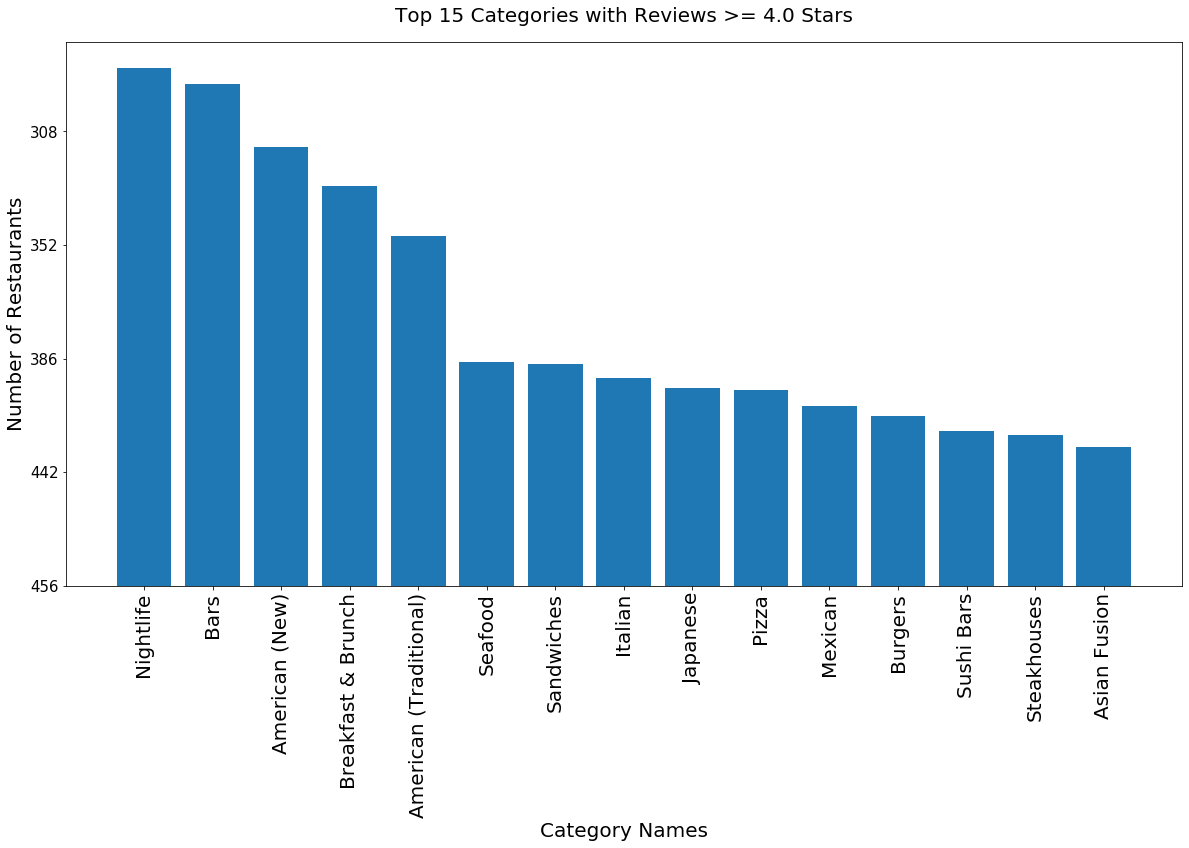 Top 15 Categories with Reviews >= 4.0 Stars
Number of Restaurants
308
352
386
442
456
Nightlife
Bars
American (New)
Breakfast & Brunch
American (Traditional)
Seafood
Sandwiches
Italian
Japanese
Pizza
Mexican
Burgers
Sushi Bars
Steakhouses
Asian Fusion
Category Names